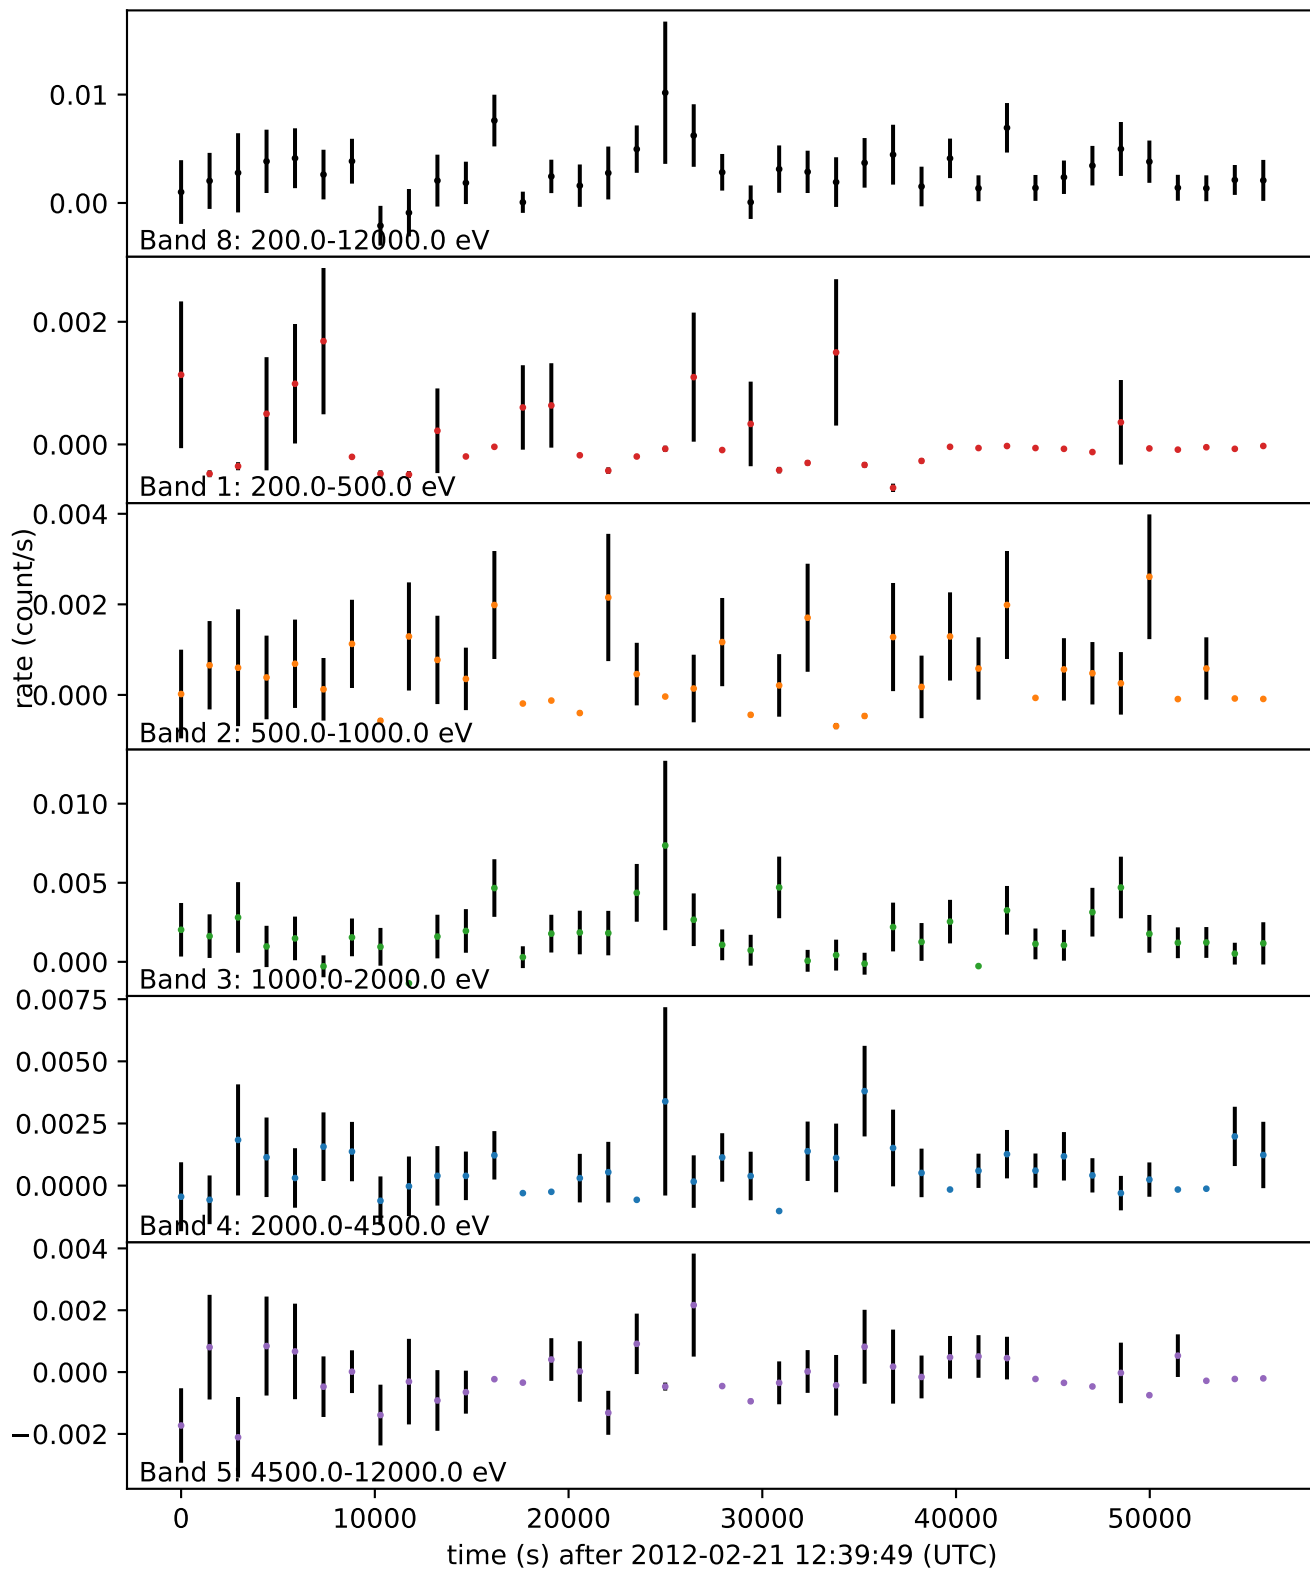 0.01
0.00
Band 8: 200.0-12000.0 eV
0.002
0.000
Band 1: 200.0-500.0 eV
rate (count/s)
0.004
0.002
0.000
Band 2: 500.0-1000.0 eV
0.010
0.005
0.000
Band 3: 1000.0-2000.0 eV
0.0075
0.0050
0.0025
0.0000
Band 4: 2000.0-4500.0 eV
0.004
0.002
0.000
−0.002
Band 5: 4500.0-12000.0 eV
0 10000 20000 30000 40000 50000
time (s) after 2012-02-21 12:39:49 (UTC)